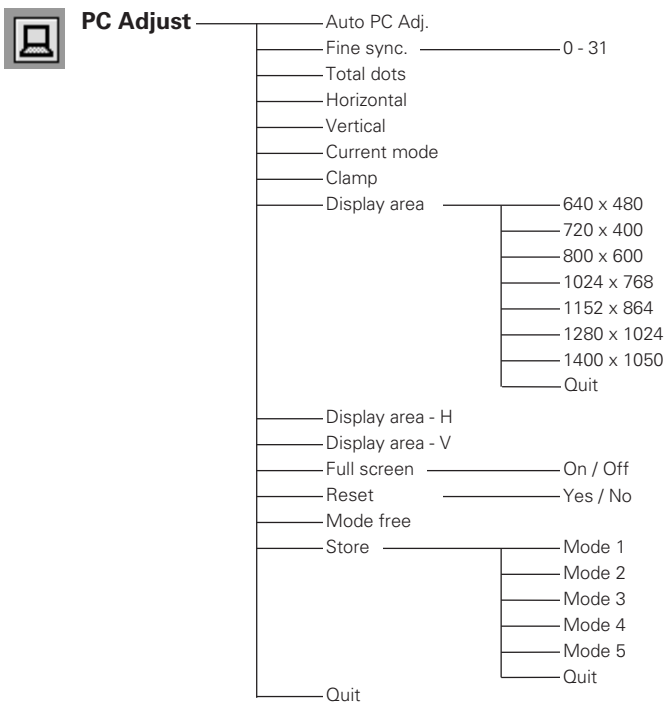 PC Adjust
Auto PC Adj.
Fine sync. 0 - 31
Total dots
Horizontal
Vertical
Current mode
Clamp
Display area 640 x 480
720 x 400
800 x 600
1024 x 768
1152 x 864
1280 x 1024
1400 x 1050
Quit
Display area - H
Display area - V
Full screen On / Off
Reset Yes / No
Mode free
Store Mode 1
Mode 2
Mode 3
Mode 4
Mode 5
Quit
Quit